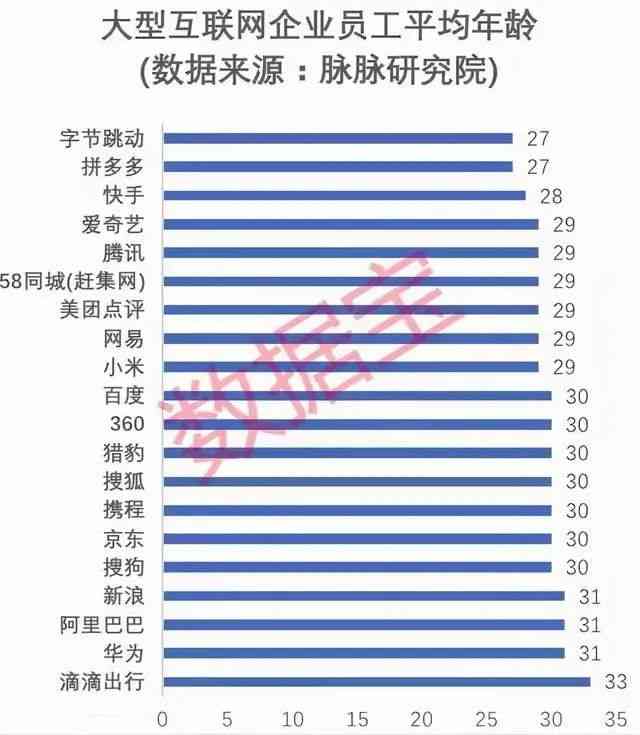 大型互联网企业员工平均年龄
(数据来源：脉脉研究院)
字节跳动 27
拼多多 27
快手 28
爱奇艺 29
腾讯 29
58同城(赶集网) 29
美团点评 29
网易 29
小米 29
百度 30
360 30
猎豹 30
搜狐 30
携程 30
京东 30
搜狗 30
新浪 31
阿里巴巴 31
华为 31
滴滴出行 33
0 5 10 15 20 25 30 35
数据宝